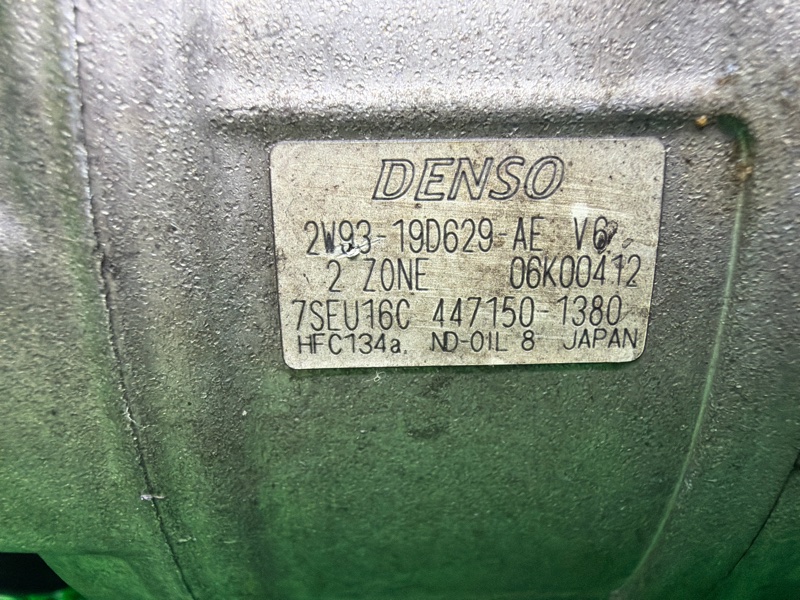 DENSO
2W93-19D629-AE V6
2 ZONE 06K00412
7SEU16C 447150-1380
HFC134a. ND-OIL 8 JAPAN